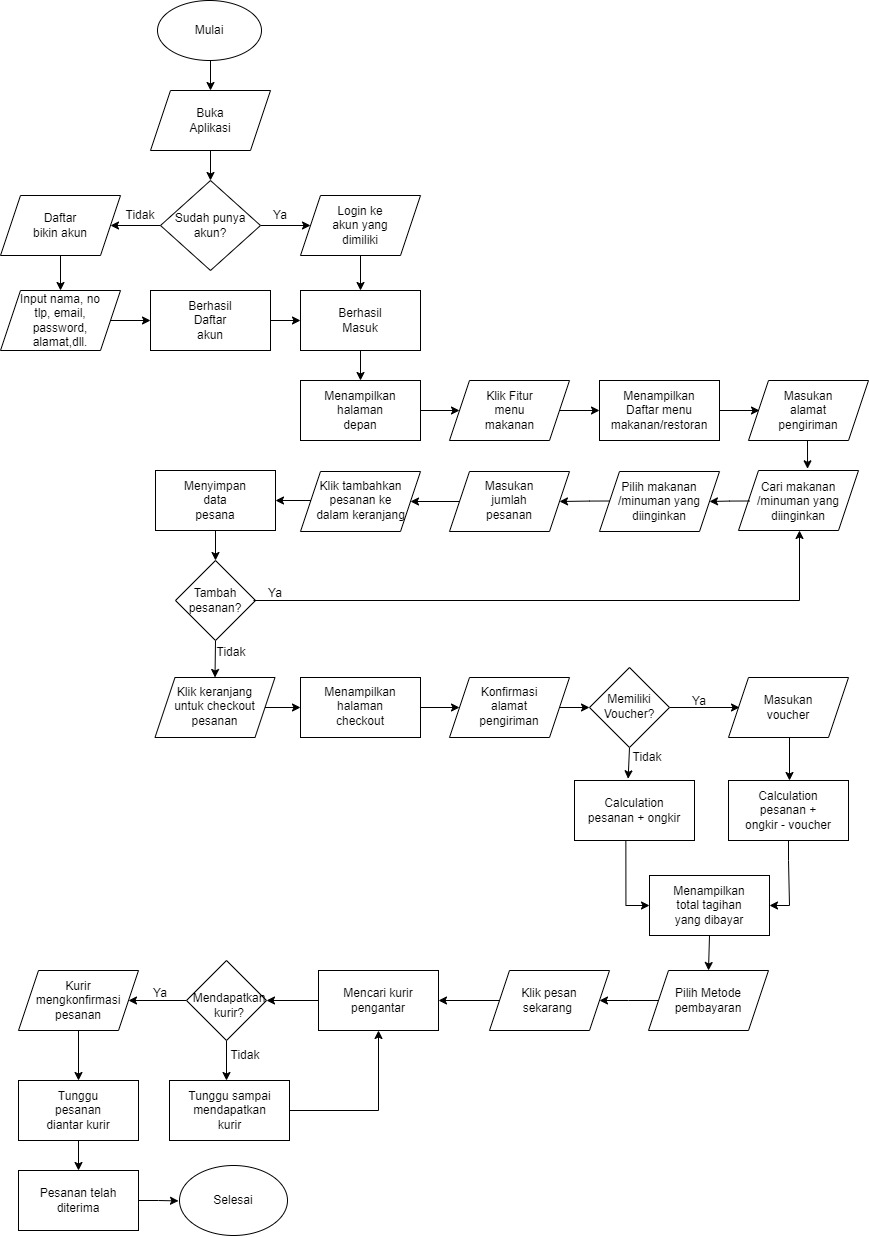 Mulai
Buka
Aplikasi
Sudah punya
akun?
Tidak
Ya
Daftar
bikin akun
Login ke
akun yang
dimiliki
Input nama, no
tlp, email,
password,
alamat,dll.
Berhasil
Daftar
akun
Berhasil
Masuk
Menampilkan
halaman
depan
Klik Fitur
menu
makanan
Menampilkan
Daftar menu
makanan/restoran
Masukan
alamat
pengiriman
Cari makanan
/minuman yang
diinginkan
Pilih makanan
/minuman yang
diinginkan
Masukan
jumlah
pesanan
Klik tambahkan
pesanan ke
dalam keranjang
Menyimpan
data
pesana
Tambah
pesanan?
Ya
Tidak
Klik keranjang
untuk checkout
pesanan
Menampilkan
halaman
checkout
Konfirmasi
alamat
pengiriman
Memiliki
Voucher?
Ya
Tidak
Masukan
voucher
Calculation
pesanan + ongkir
Calculation
pesanan +
ongkir - voucher
Menampilkan
total tagihan
yang dibayar
Pilih Metode
pembayaran
Klik pesan
sekarang
Mencari kurir
pengantar
Mendapatkan
kurir?
Ya
Tidak
Kurir
mengkonfirmasi
pesanan
Tunggu sampai
mendapatkan
kurir
Tunggu
pesanan
diantar kurir
Pesanan telah
diterima
Selesai